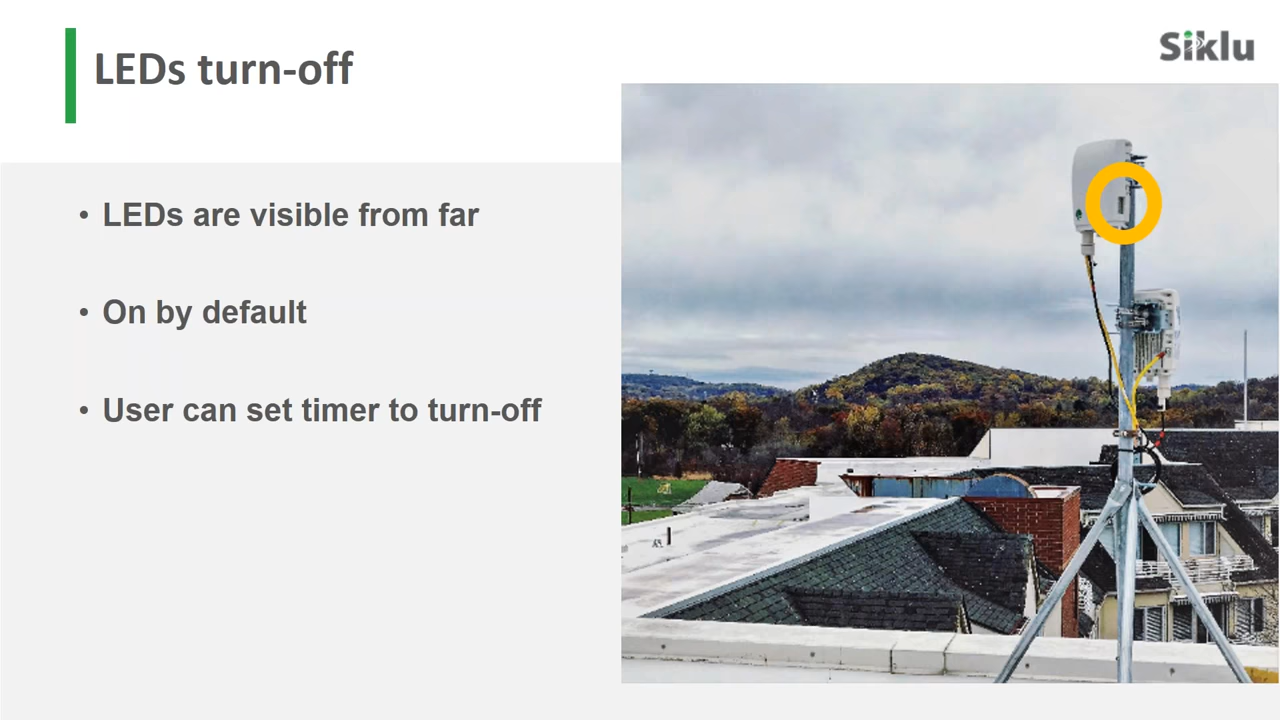 LEDs turn-off
Siklu
• LEDs are visible from far
• On by default
• User can set timer to turn-off